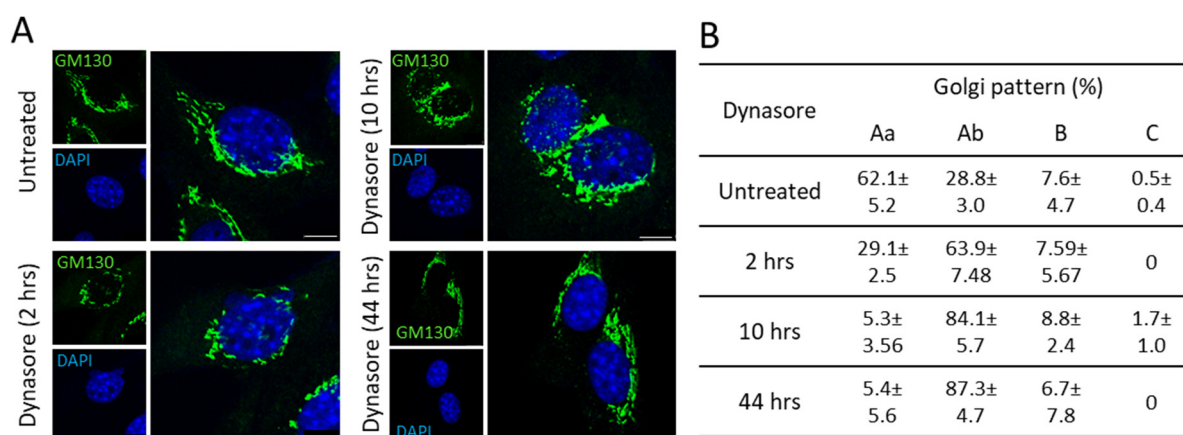 A
Untreated
GM130
DAPI
Dynasore (10 hrs)
GM130
DAPI
Dynasore (2 hrs)
GM130
DAPI
Dynasore (44 hrs)
GM130
DAPI
B
Dynasore
Golgi pattern (%)
Aa Ab B C
Untreated
62.1± 28.8± 7.6± 0.5±
5.2 3.0 4.7 0.4
2 hrs
29.1± 63.9± 7.59± 0
2.5 7.48 5.67
10 hrs
5.3± 84.1± 8.8± 1.7±
3.56 5.7 2.4 1.0
44 hrs
5.4± 87.3± 6.7± 0
5.6 4.7 7.8